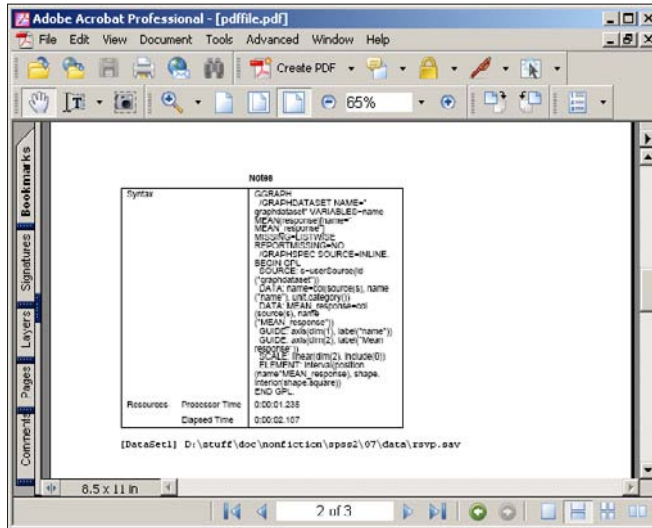 Adobe Acrobat Professional - [pdffile.pdf]
File Edit View Document Tools Advanced Window Help
Create PDF
65%
Bookmarks
Signatures
Layers
Pages
Comments
Notes
Syntax
GGRAPH
/GRAPHDATASET NAME="
graphdataset" VARIABLES=name
MEAN(response)[name="
MEAN_response"]
MISSING=LISTWISE
REPORTMISSING=NO
/GRAPHSPEC SOURCE=INLINE.
BEGIN GPL
SOURCE: s=userSource(id
("graphdataset"))
DATA: name=col(source(s), name
("name"), unit.category())
DATA: MEAN_response=col
(source(s), name
("MEAN_response"))
GUIDE: axis(dim(1), label("name"))
GUIDE: axis(dim(2), label("Mean
response"))
SCALE: linear(dim(2), include(0))
ELEMENT: interval(position
(name*MEAN_response), shape.
interior(shape.square))
END GPL.
Resources Processor Time 0:00:01.235
Elapsed Time 0:00:02.187
[DataSet1] D:\stuff\doc\nonfiction\spss2\07\data\rsvp.sav
8.5 x 11 in
2 of 3